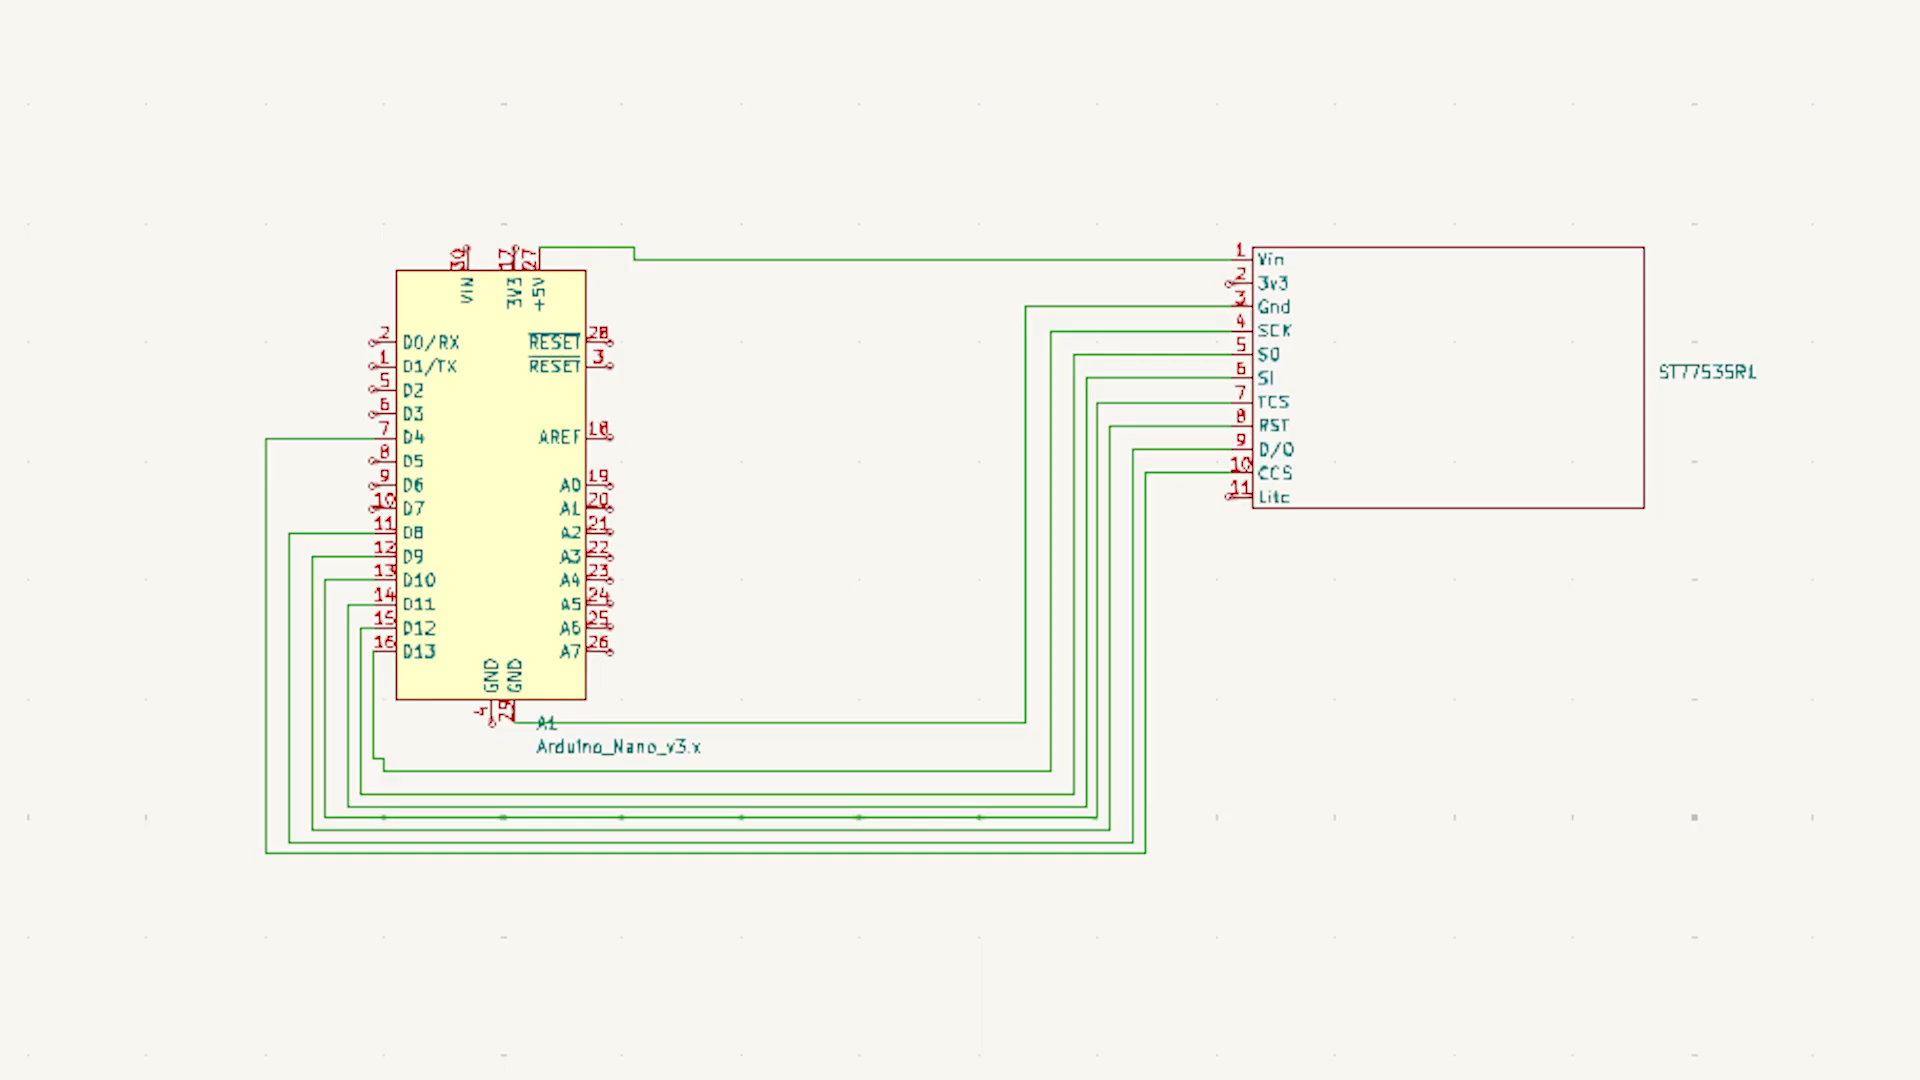 30 17 27
VIN 3V3 +5V
2 D0/RX RESET 28
1 D1/TX RESET 3
5 D2
6 D3
7 D4 AREF 18
8 D5
9 D6 A0 19
10 D7 A1 20
11 D8 A2 21
12 D9 A3 22
13 D10 A4 23
14 D11 A5 24
15 D12 A6 25
16 D13 A7 26
GND GND
4 29
A1
Arduino_Nano_v3.x
1 Vin
2 3v3
3 Gnd
4 SCK
5 SO
6 SI
7 TCS
8 RST
9
10 CCS
11 Lite